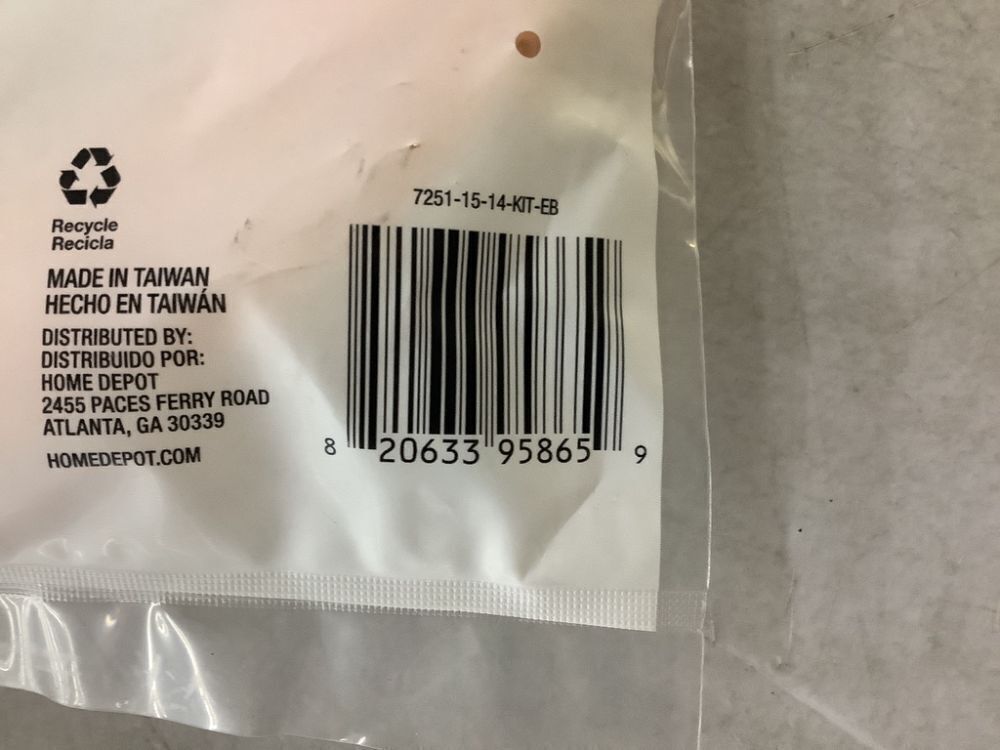 Recycle
Recicla
MADE IN TAIWAN
HECHO EN TAIWÁN
DISTRIBUTED BY:
DISTRIBUIDO POR:
HOME DEPOT
2455 PACES FERRY ROAD
ATLANTA, GA 30339
HOMEDEPOT.COM
7251-15-14-KIT-EB
8 20633 95865 9